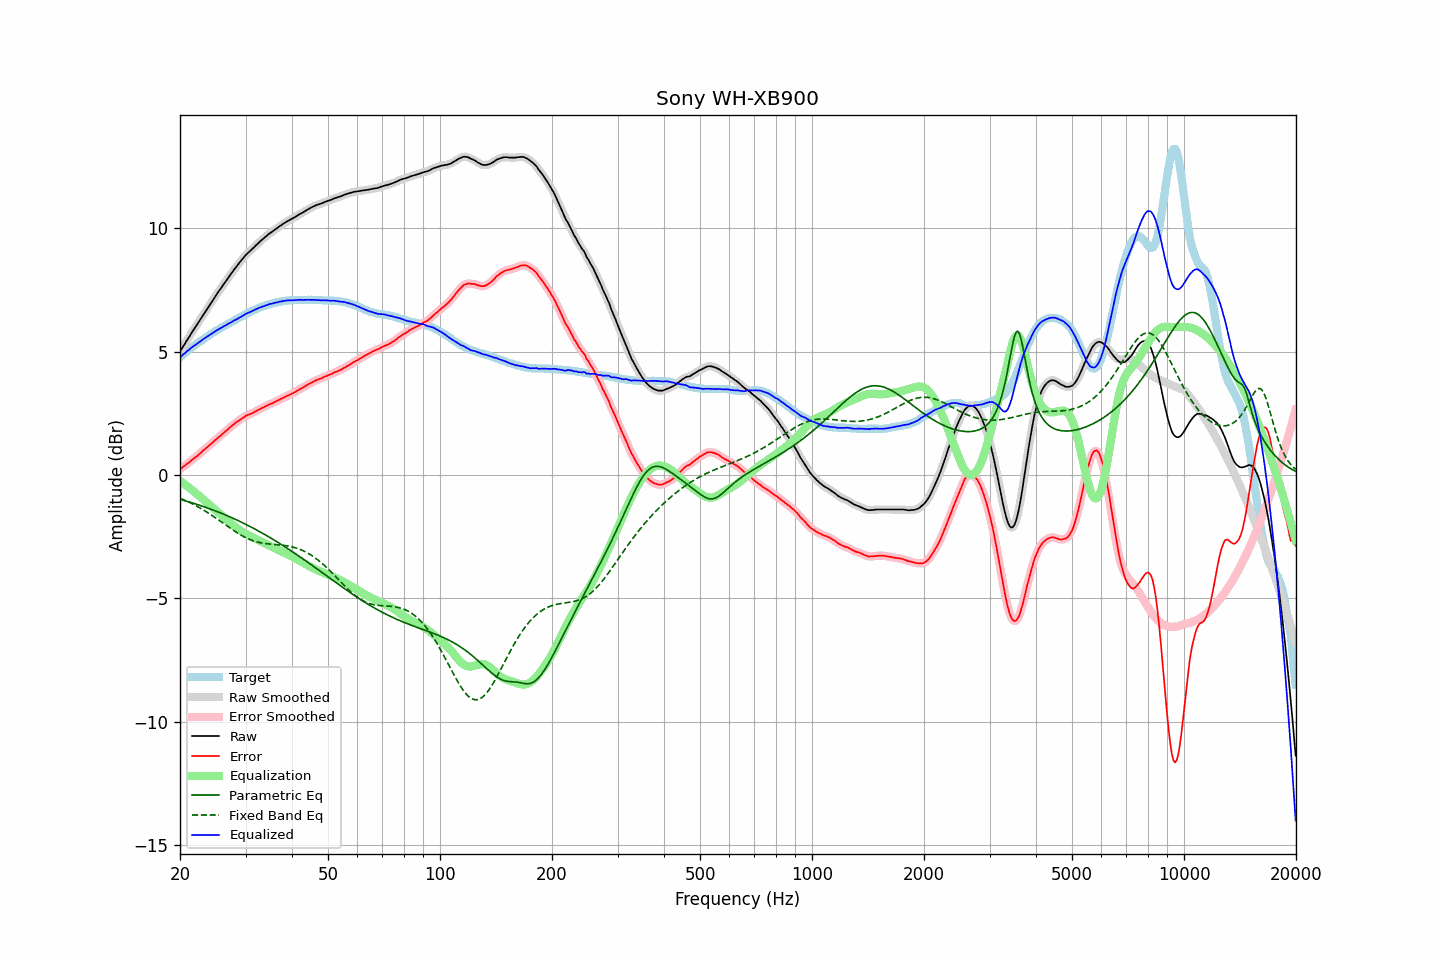 Sony WH-XB900
Amplitude (dBr)
10
5
0
−5
−10
−15
Target
Raw Smoothed
Error Smoothed
Raw
Error
Equalization
Parametric Eq
Fixed Band Eq
Equalized
20 50 100 200 500 1000 2000 5000 10000 20000
Frequency (Hz)